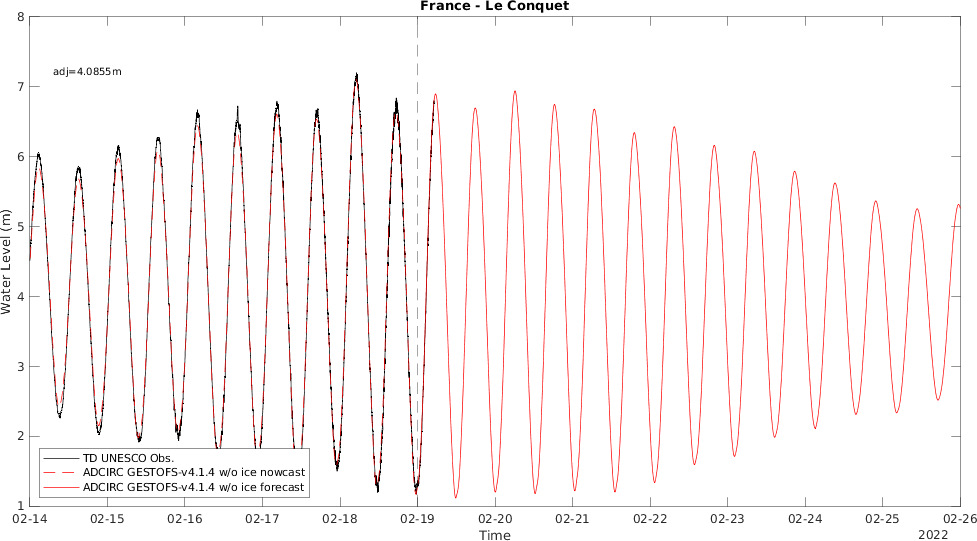 France - Le Conquet
adj=4.0855m
Water Level (m)
8
7
6
5
4
3
2
1
TD UNESCO Obs.
ADCIRC GESTOFS-v4.1.4 w/o ice nowcast
ADCIRC GESTOFS-v4.1.4 w/o ice forecast
02-14 02-15 02-16 02-17 02-18 02-19 02-20 02-21 02-22 02-23 02-24 02-25 02-26
Time
2022